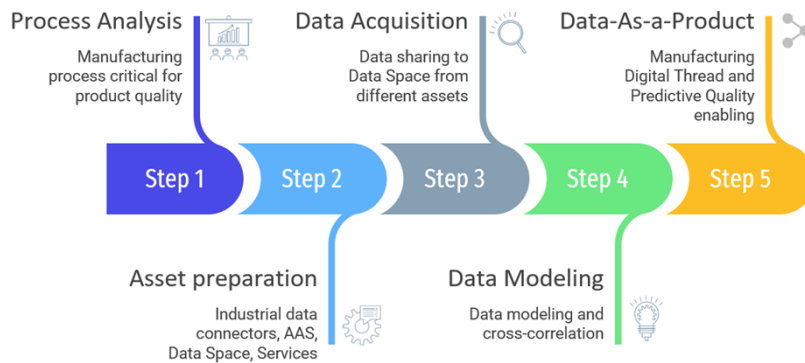 Process Analysis
Manufacturing
process critical for
product quality
Data Acquisition
Data sharing to
Data Space from
different assets
Data-As-a-Product
Manufacturing
Digital Thread and
Predictive Quality
enabling
Step 1
Step 2
Step 3
Step 4
Step 5
Asset preparation
Industrial data
connectors, AAS,
Data Space, Services
Data Modeling
Data modeling and
cross-correlation